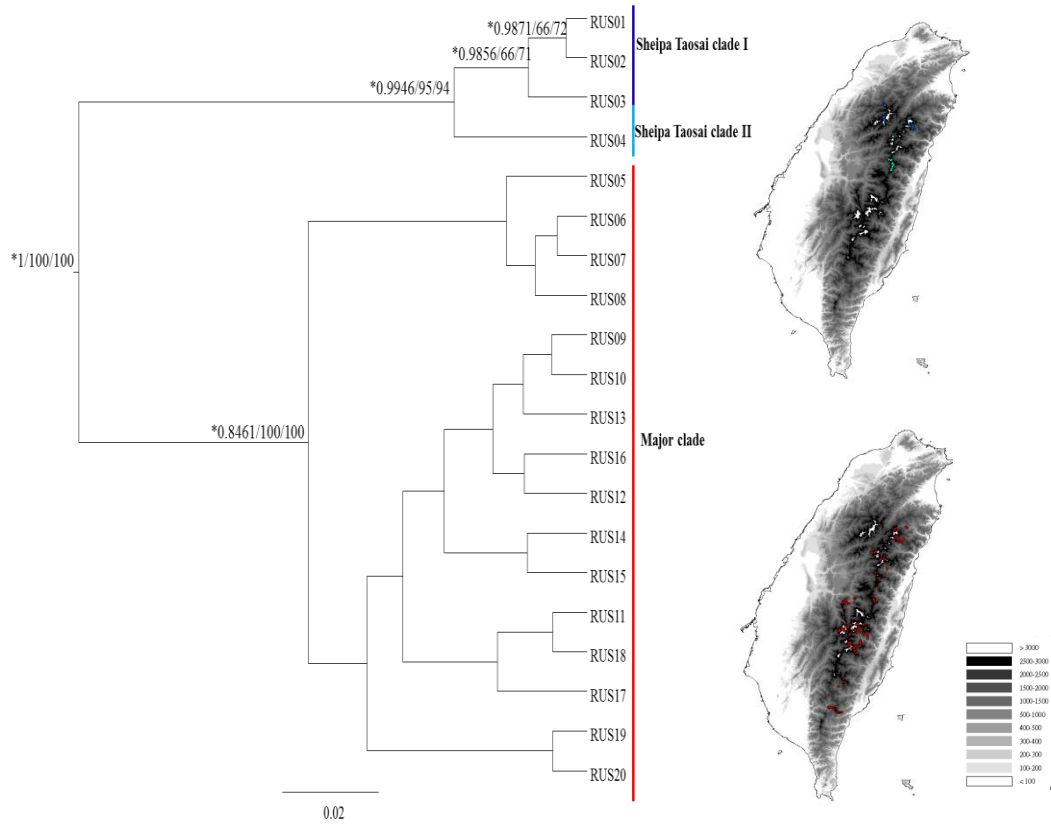 *0.9871/66/72
RUS01
Sheipa Taosai clade I
*0.9856/66/71
RUS02
*0.9946/95/94
RUS03
RUS04
Sheipa Taosai clade II
RUS05
RUS06
RUS07
*1/100/100
RUS08
RUS09
RUS10
RUS13
*0.8461/100/100
Major clade
RUS16
RUS12
RUS14
RUS15
RUS11
RUS18
RUS17
RUS19
RUS20
0.02
> 3000
2500-3000
2000-2500
1500-2000
1000-1500
500-1000
400-500
300-400
200-300
100-200
< 100